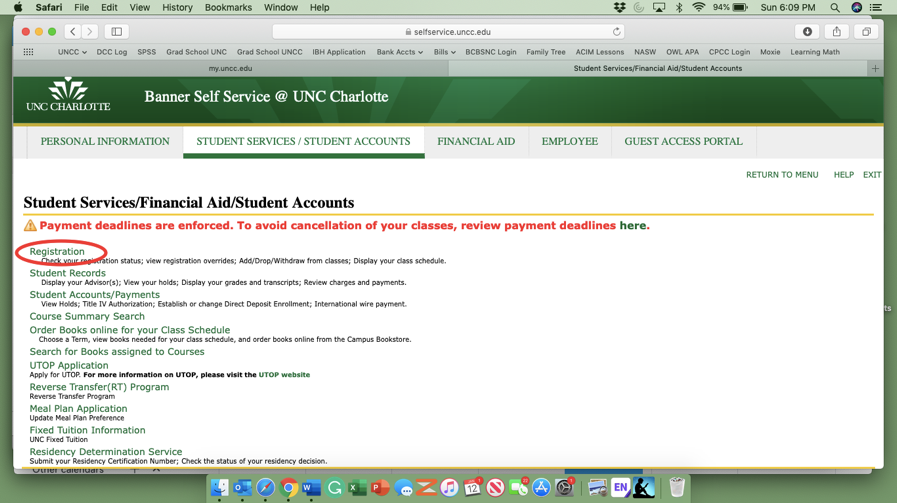 Safari File Edit View History Bookmarks Window Help 94% Sun 6:09 PM
selfservice.uncc.edu
UNCC DCC Log SPSS Grad School UNC Grad School UNCC IBH Application Bank Accts Bills BCBSNC Login Family Tree ACIM Lessons NASW OWL APA CPCC Login Moxie Learning Math
my.uncc.edu Student Services/Financial Aid/Student Accounts
UNC CHARLOTTE
Banner Self Service @ UNC Charlotte
PERSONAL INFORMATION STUDENT SERVICES / STUDENT ACCOUNTS FINANCIAL AID EMPLOYEE GUEST ACCESS PORTAL
RETURN TO MENU HELP EXIT
Student Services/Financial Aid/Student Accounts
Payment deadlines are enforced. To avoid cancellation of your classes, review payment deadlines here.
Registration
Check your registration status; view registration overrides; Add/Drop/Withdraw from classes; Display your class schedule.
Student Records
Display your Advisor(s); View your holds; Display your grades and transcripts; Review charges and payments.
Student Accounts/Payments
View Holds; Title IV Authorization; Establish or change Direct Deposit Enrollment; International wire payment.
Course Summary Search
Order Books online for your Class Schedule
Choose a Term, view books needed for your class schedule, and order books online from the Campus Bookstore.
Search for Books assigned to Courses
UTOP Application
Apply for UTOP. For more information on UTOP, please visit the UTOP website
Reverse Transfer(RT) Program
Reverse Transfer Program
Meal Plan Application
Update Meal Plan Preference
Fixed Tuition Information
UNC Fixed Tuition
Residency Determination Service
Submit your Residency Certification Number; Check the status of your residency decision.
Other calendars
EN